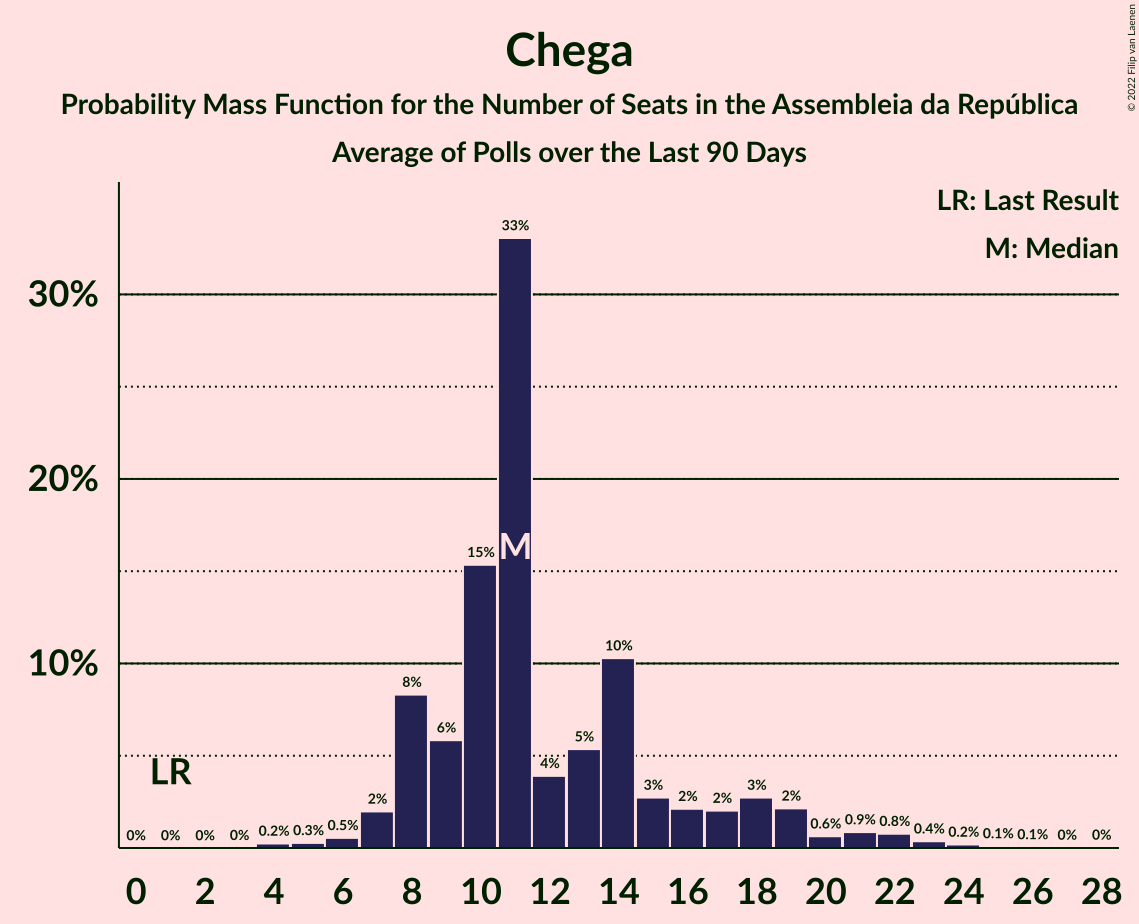 Chega
Probability Mass Function for the Number of Seats in the Assembleia da República
Average of Polls over the Last 90 Days
© 2022 Filip van Laenen
LR: Last Result
M: Median
30%
20%
10%
0% 0% 0% 0% 0.2% 0.3% 0.5% 2% 8% 6% 15% 33% 4% 5% 10% 3% 2% 2% 3% 2% 0.6% 0.9% 0.8% 0.4% 0.2% 0.1% 0.1% 0% 0%
LR
M
0 2 4 6 8 10 12 14 16 18 20 22 24 26 28